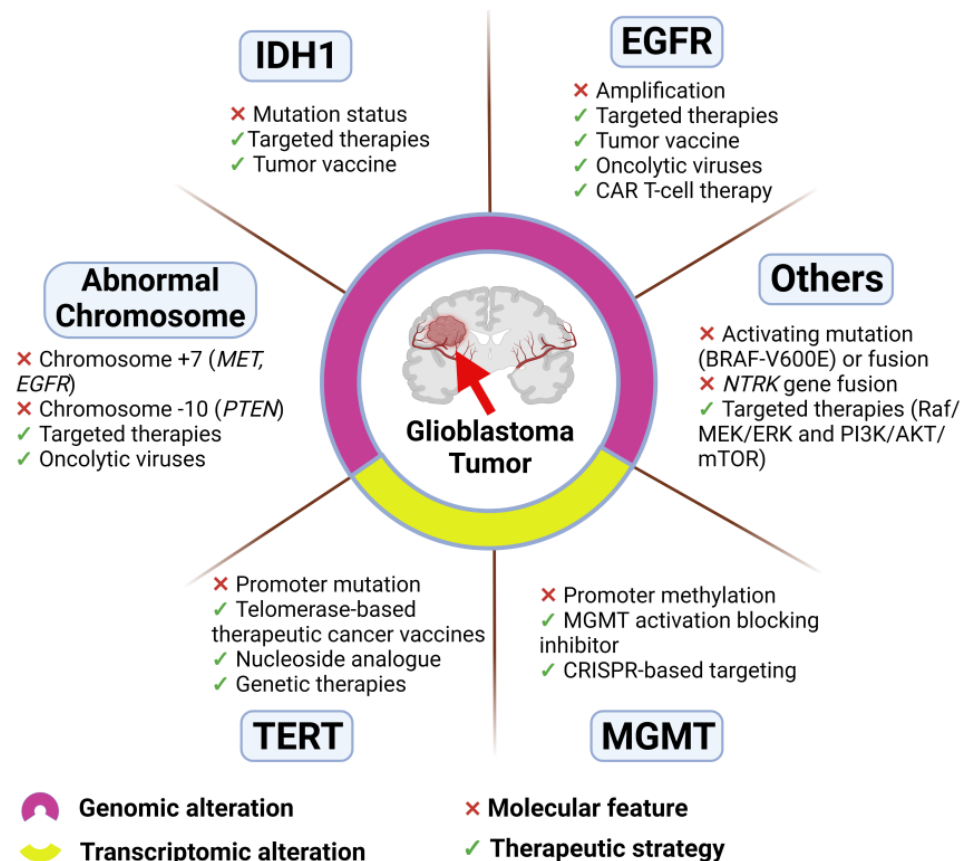 IDH1
✕ Mutation status
✓Targeted therapies
✓ Tumor vaccine
EGFR
✕ Amplification
✓ Targeted therapies
✓ Tumor vaccine
✓ Oncolytic viruses
✓ CAR T-cell therapy
Abnormal
Chromosome
✕ Chromosome +7 (MET,
EGFR)
✕ Chromosome -10 (PTEN)
✓ Targeted therapies
✓ Oncolytic viruses
Others
✕ Activating mutation
(BRAF-V600E) or fusion
✕ NTRK gene fusion
✓ Targeted therapies (Raf/
MEK/ERK and PI3K/AKT/
mTOR)
Glioblastoma
Tumor
✕ Promoter mutation
✓ Telomerase-based
therapeutic cancer vaccines
✓ Nucleoside analogue
✓ Genetic therapies
TERT
✕ Promoter methylation
✓ MGMT activation blocking
inhibitor
✓ CRISPR-based targeting
MGMT
Genomic alteration
Transcriptomic alteration
✕ Molecular feature
✓ Therapeutic strategy